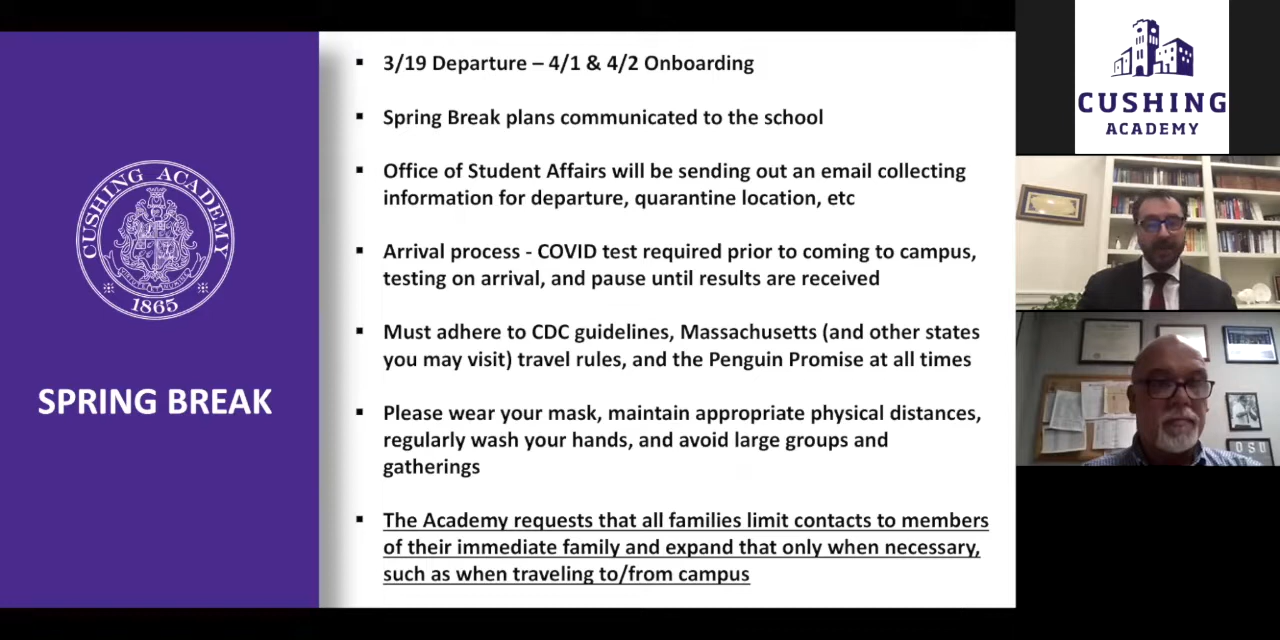 3/19 Departure – 4/1 & 4/2 Onboarding
Spring Break plans communicated to the school
Office of Student Affairs will be sending out an email collecting
information for departure, quarantine location, etc
Arrival process - COVID test required prior to coming to campus,
testing on arrival, and pause until results are received
Must adhere to CDC guidelines, Massachusetts (and other states
you may visit) travel rules, and the Penguin Promise at all times
Please wear your mask, maintain appropriate physical distances,
regularly wash your hands, and avoid large groups and
gatherings
The Academy requests that all families limit contacts to members
of their immediate family and expand that only when necessary,
such as when traveling to/from campus
CUSHING ACADEMY
1865
SPRING BREAK
CUSHING
ACADEMY
OSU